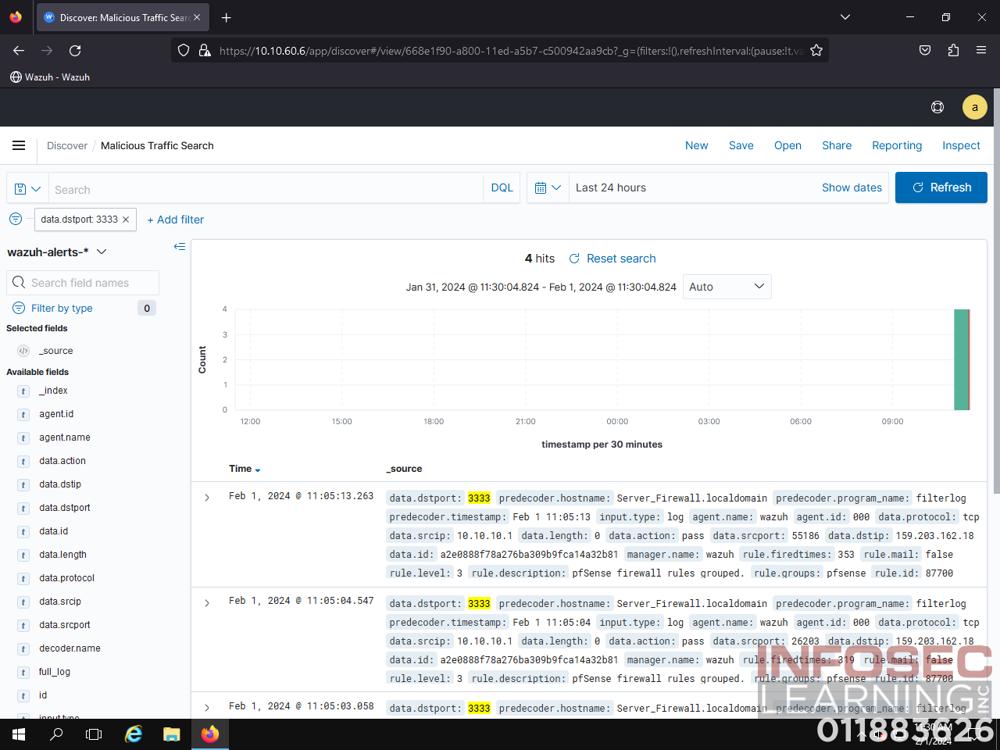 Discover: Malicious Traffic Searc
https://10.10.60.6/app/discover#/view/668e1f90-a800-11ed-a5b7-c500942aa9cb?_g=(filters:!(),refreshInterval:(pause:!t,va
Wazuh - Wazuh
a
Discover / Malicious Traffic Search
New Save Open Share Reporting Inspect
Search DQL Last 24 hours Show dates Refresh
data.dstport: 3333 × + Add filter
wazuh-alerts-*
Search field names
Filter by type 0
Selected fields
_source
Available fields
t _index
t agent.id
t agent.name
t data.action
t data.dstip
t data.dstport
t data.id
t data.length
t data.protocol
t data.srcip
t data.srcport
t decoder.name
t full_log
t id
input.type
4 hits Reset search
Jan 31, 2024 @ 11:30:04.824 - Feb 1, 2024 @ 11:30:04.824 Auto
4
3
2
1
0
Count
12:00 15:00 18:00 21:00 00:00 03:00 06:00 09:00
timestamp per 30 minutes
Time _source
Feb 1, 2024 @ 11:05:13.263 data.dstport: 3333 predecoder.hostname: Server_Firewall.localdomain predecoder.program_name: filterlog
predecoder.timestamp: Feb 1 11:05:13 input.type: log agent.name: wazuh agent.id: 000 data.protocol: tcp
data.srcip: 10.10.10.1 data.length: 0 data.action: pass data.srcport: 55186 data.dstip: 159.203.162.18
data.id: a2e0888f78a276ba309b9fca14a32b81 manager.name: wazuh rule.firedtimes: 353 rule.mail: false
rule.level: 3 rule.description: pfSense firewall rules grouped. rule.groups: pfsense rule.id: 87700
Feb 1, 2024 @ 11:05:04.547 data.dstport: 3333 predecoder.hostname: Server_Firewall.localdomain predecoder.program_name: filterlog
predecoder.timestamp: Feb 1 11:05:04 input.type: log agent.name: wazuh agent.id: 000 data.protocol: tcp
data.srcip: 10.10.10.1 data.length: 0 data.action: pass data.srcport: 26203 data.dstip: 159.203.162.18
data.id: a2e0888f78a276ba309b9fca14a32b81 manager.name: wazuh rule.firedtimes: 319 rule.mail: false
rule.level: 3 rule.description: pfSense firewall rules grouped. rule.groups: pfsense rule.id: 87700
Feb 1, 2024 @ 11:05:03.058 data.dstport: 3333 predecoder.hostname: Server_Firewall.localdomain predecoder.program_name: filterlog
INFOSEC
LEARNING INC
011883826
11:30 AM
2/1/2024